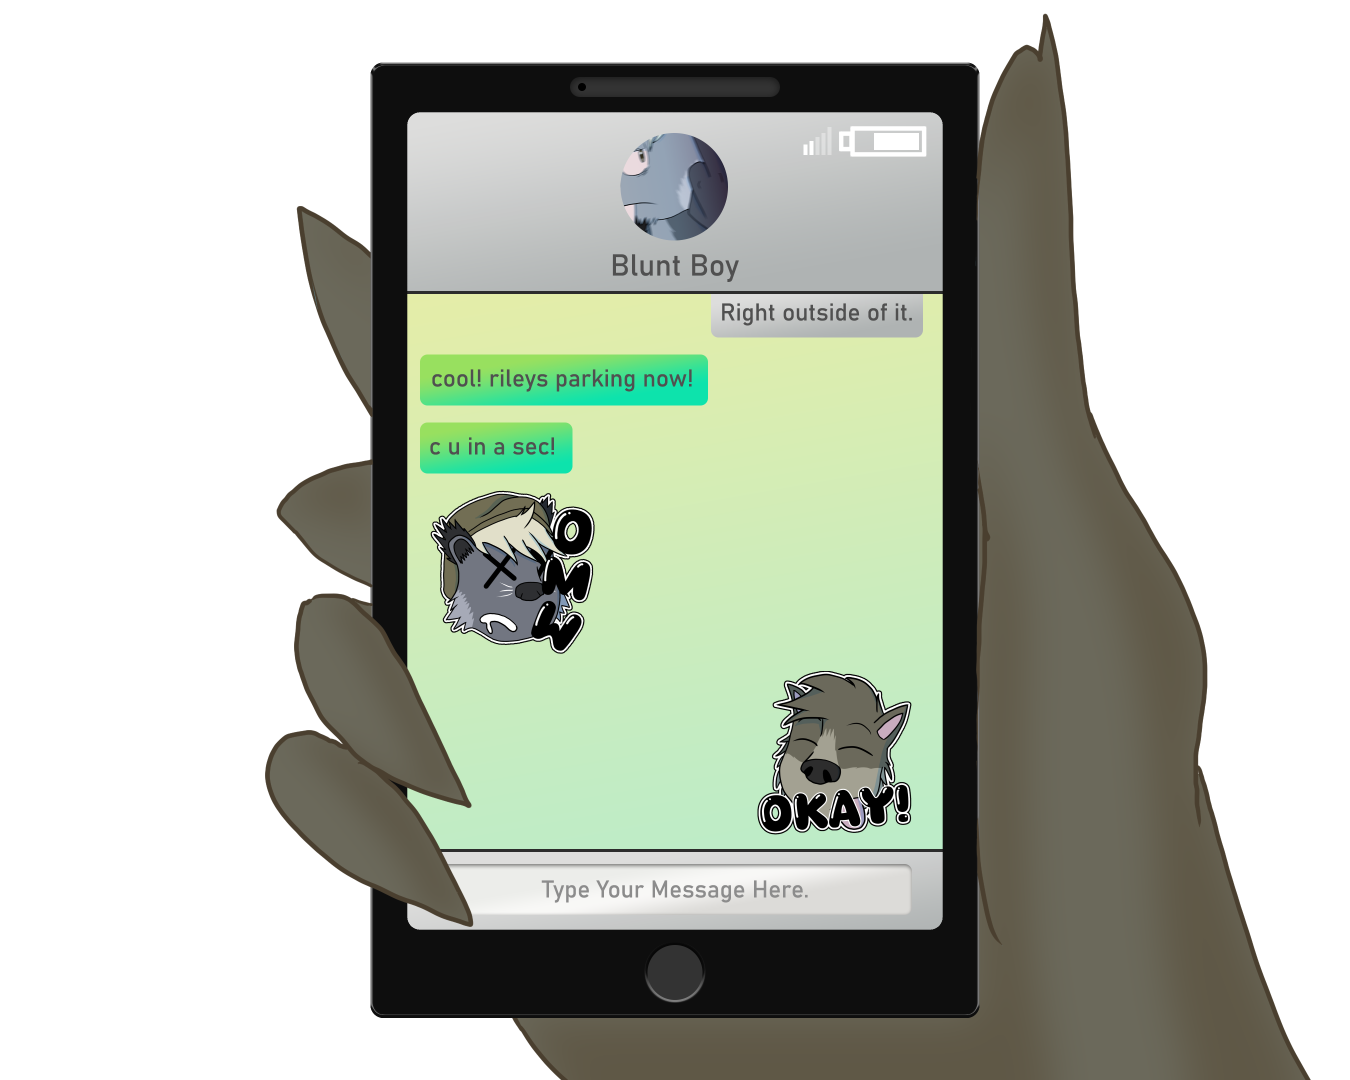 Blunt Boy
Right outside of it.
cool! rileys parking now!
c u in a sec!
OMW
OKAY!
Type Your Message Here.